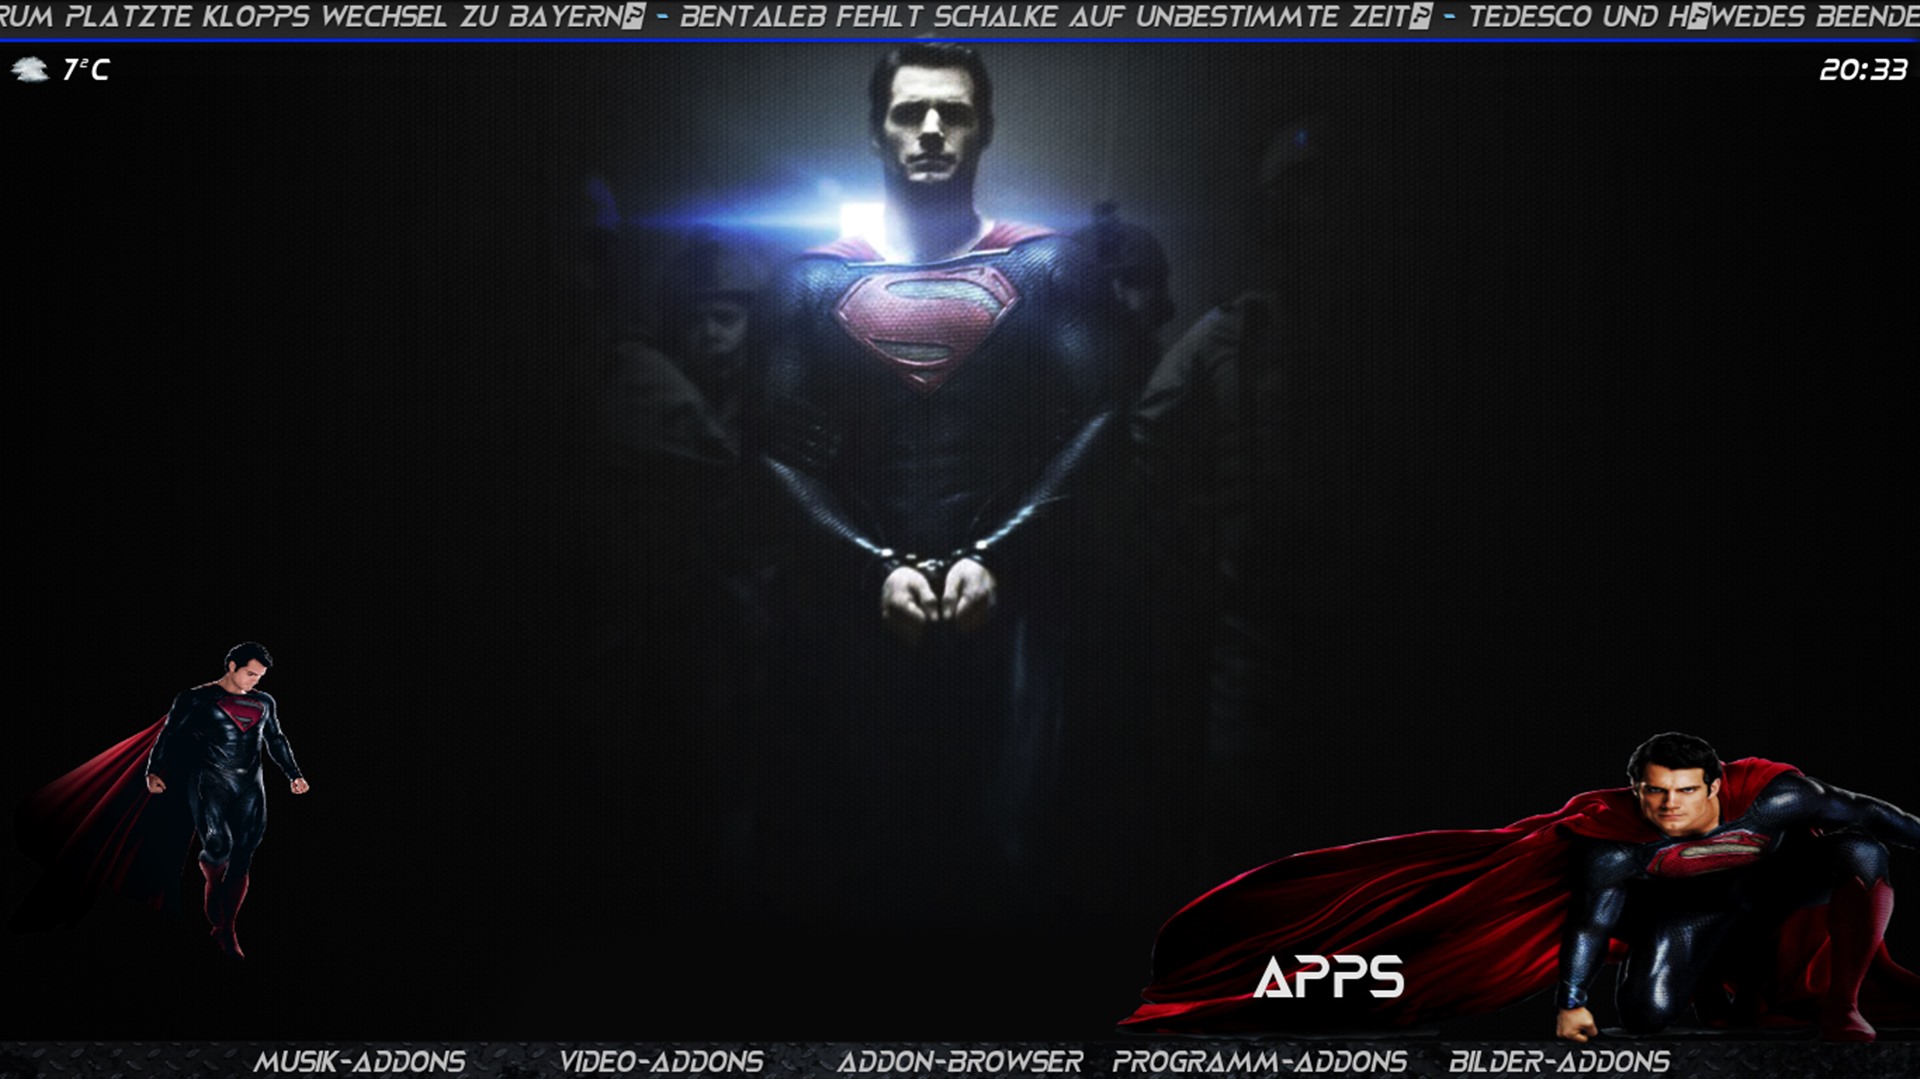 RUM PLATZTE KLOPPS WECHSEL ZU BAYERN? - BENTALEB FEHLT SCHALKE AUF UNBESTIMMTE ZEIT? - TEDESCO UND H?WEDES BEENDE
7°C
20:33
APPS
MUSIK-ADDONS VIDEO-ADDONS ADDON-BROWSER PROGRAMM-ADDONS BILDER-ADDONS